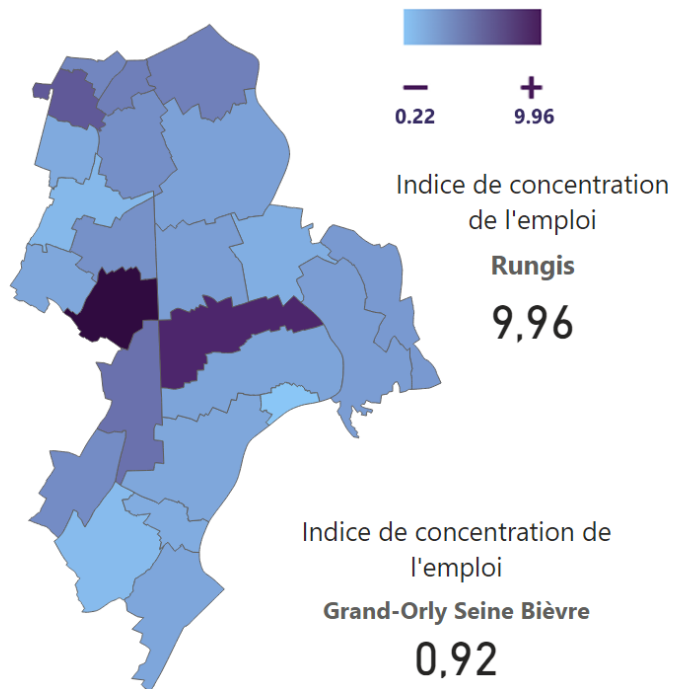 − +
0.22 9.96
Indice de concentration
de l'emploi
Rungis
9,96
Indice de concentration de
l'emploi
Grand-Orly Seine Bièvre
0,92